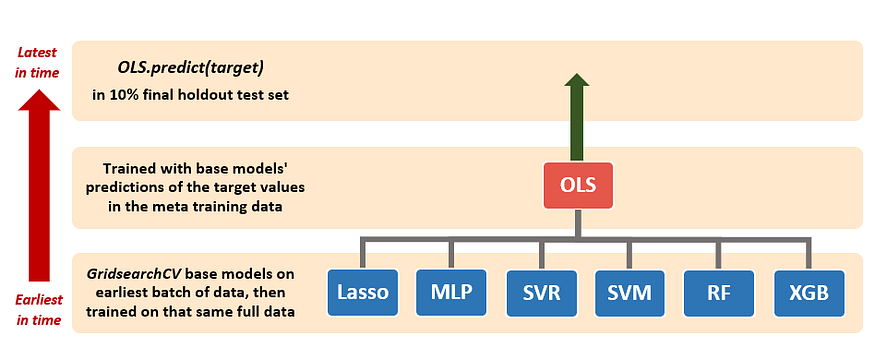 Latest
in time
OLS.predict(target)
in 10% final holdout test set
Trained with base models'
predictions of the target values
in the meta training data
OLS
GridsearchCV base models on
earliest batch of data, then
trained on that same full data
Lasso
MLP
SVR
SVM
RF
XGB
Earliest
in time